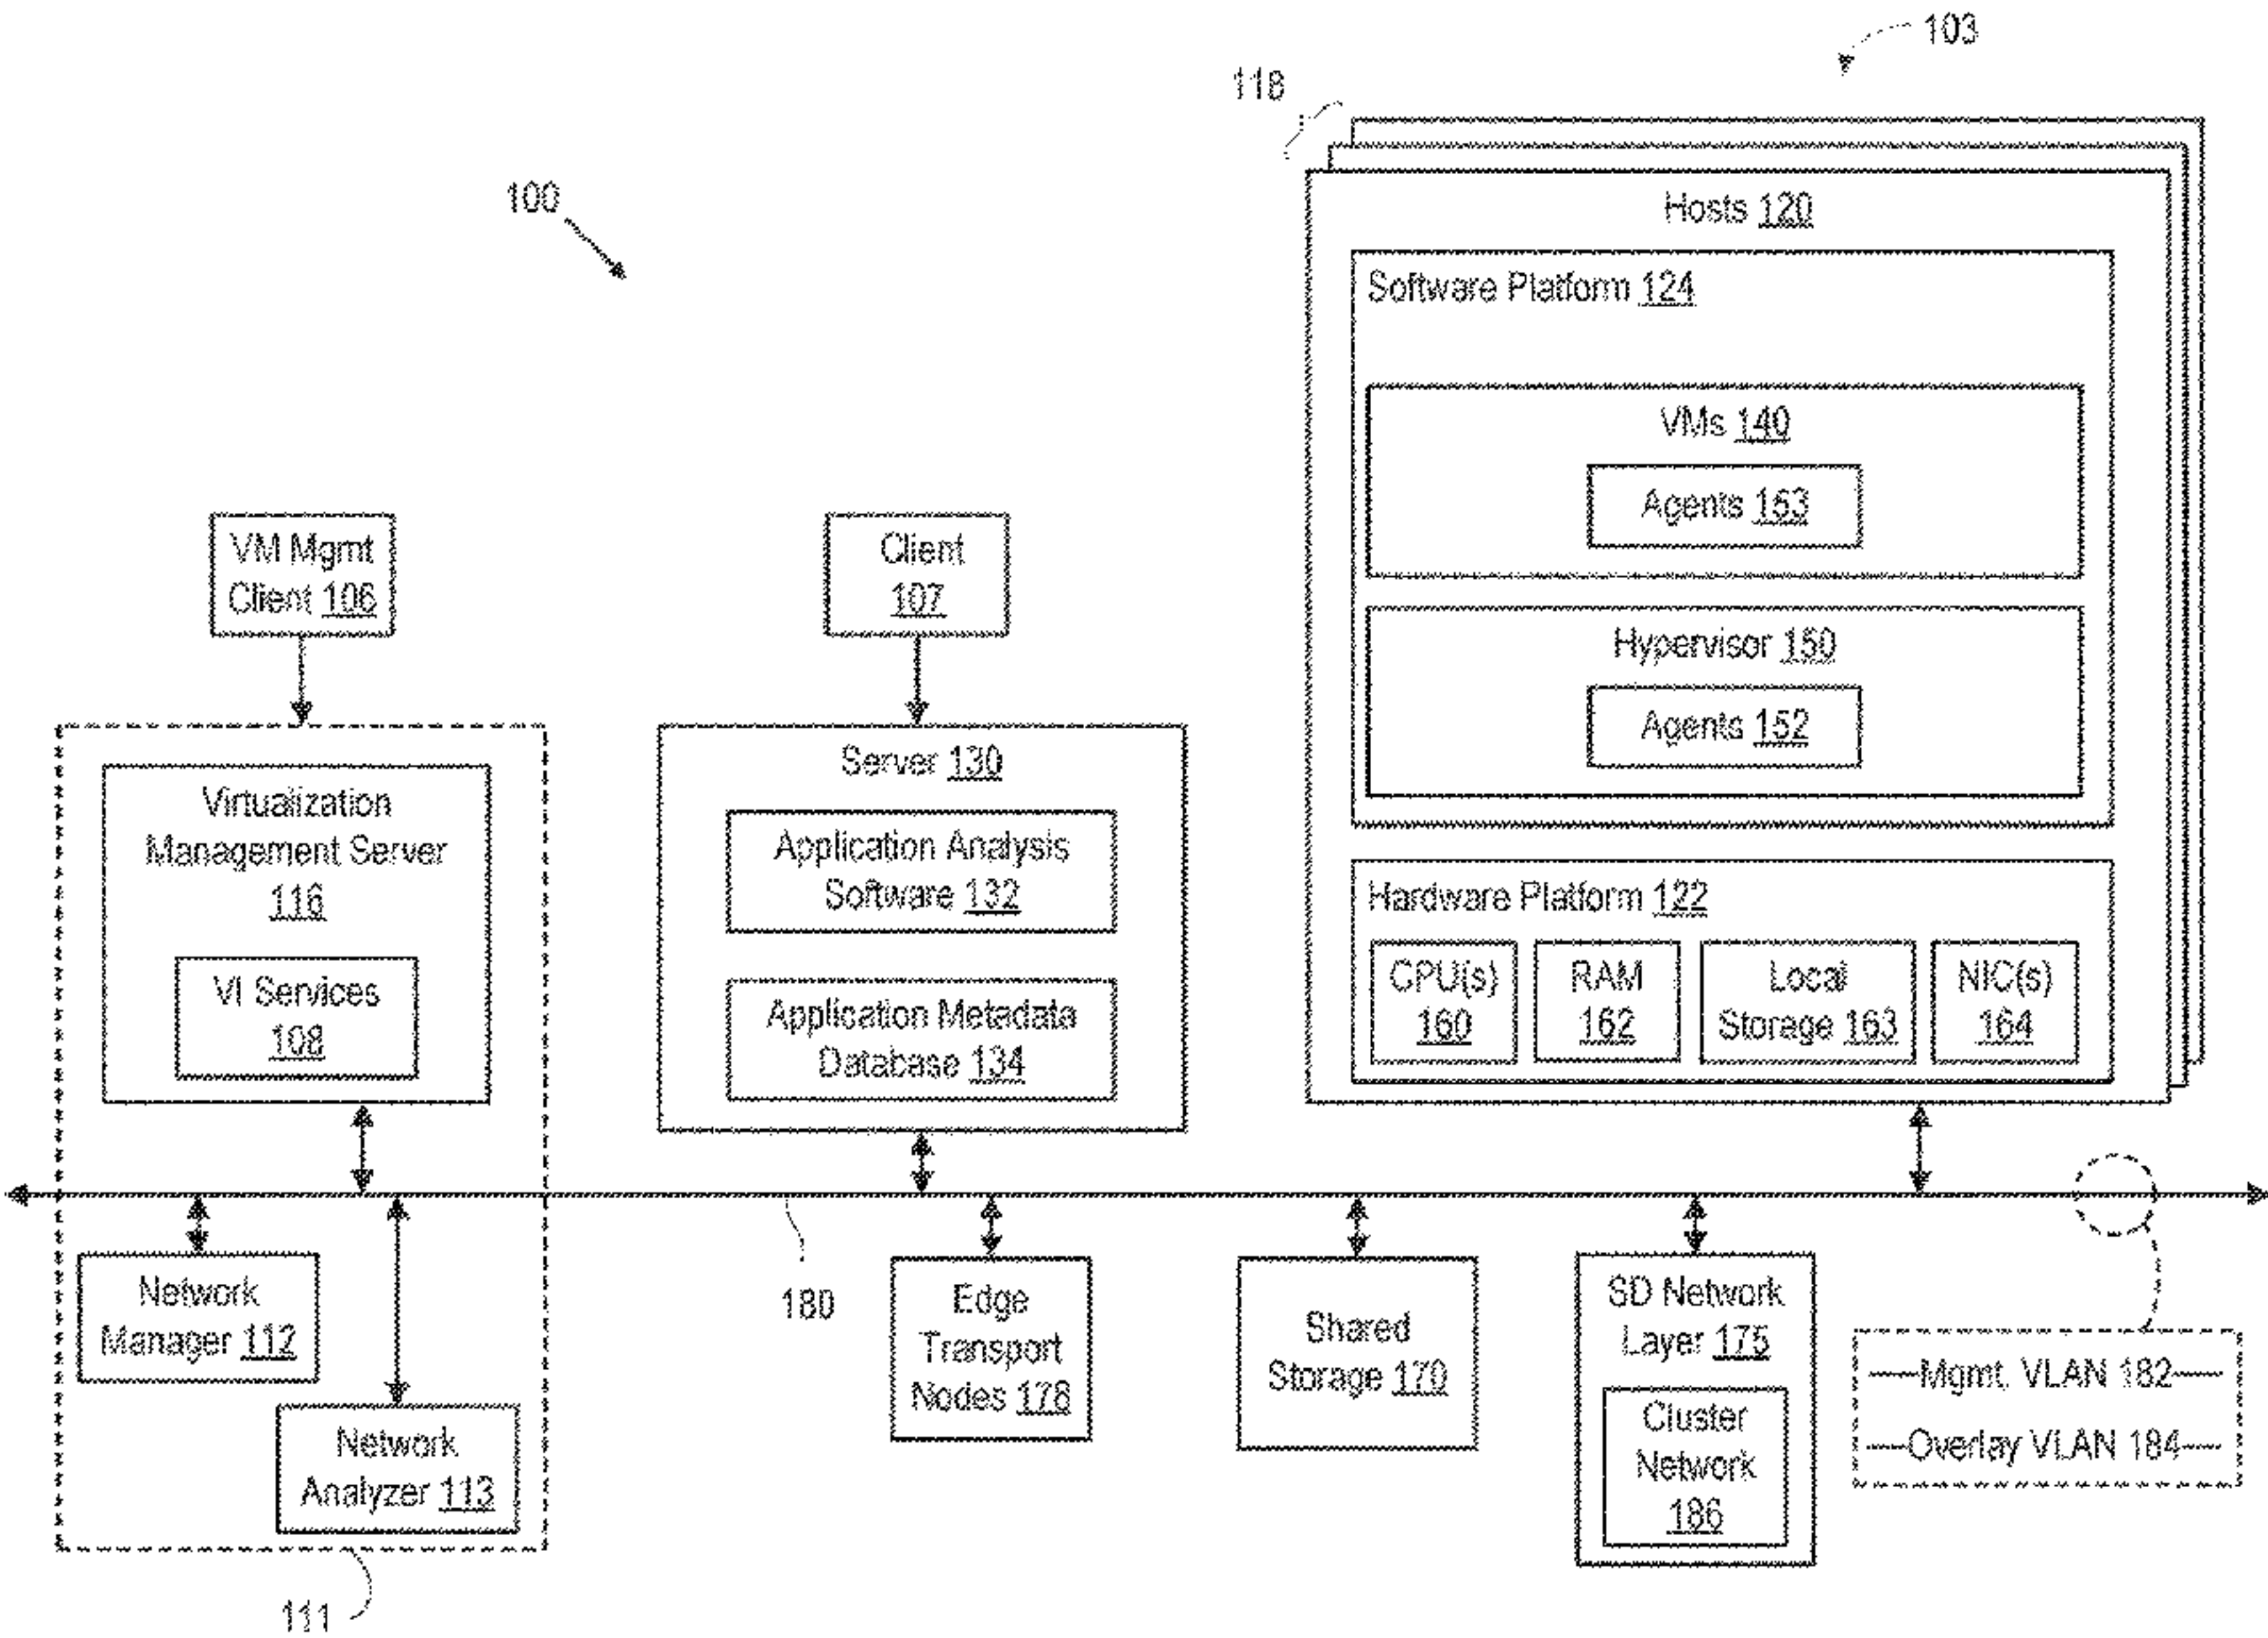 103
118
100
Hosts 120
Software Platform 124
VMs 140
Agents 153
Hypervisor 150
Agents 152
Hardware Platform 122
CPU(s)
160
RAM
162
Local
Storage 163
NIC(s)
164
VM Mgmt
Client 106
Client
107
Virtualization
Management Server
116
VI Services
108
Server 130
Application Analysis
Software 132
Application Metadata
Database 134
Network
Manager 112
Network
Analyzer 113
111
180
Edge
Transport
Nodes 178
Shared
Storage 170
SD Network
Layer 175
Cluster
Network
186
Mgmt. VLAN 182
Overlay VLAN 184